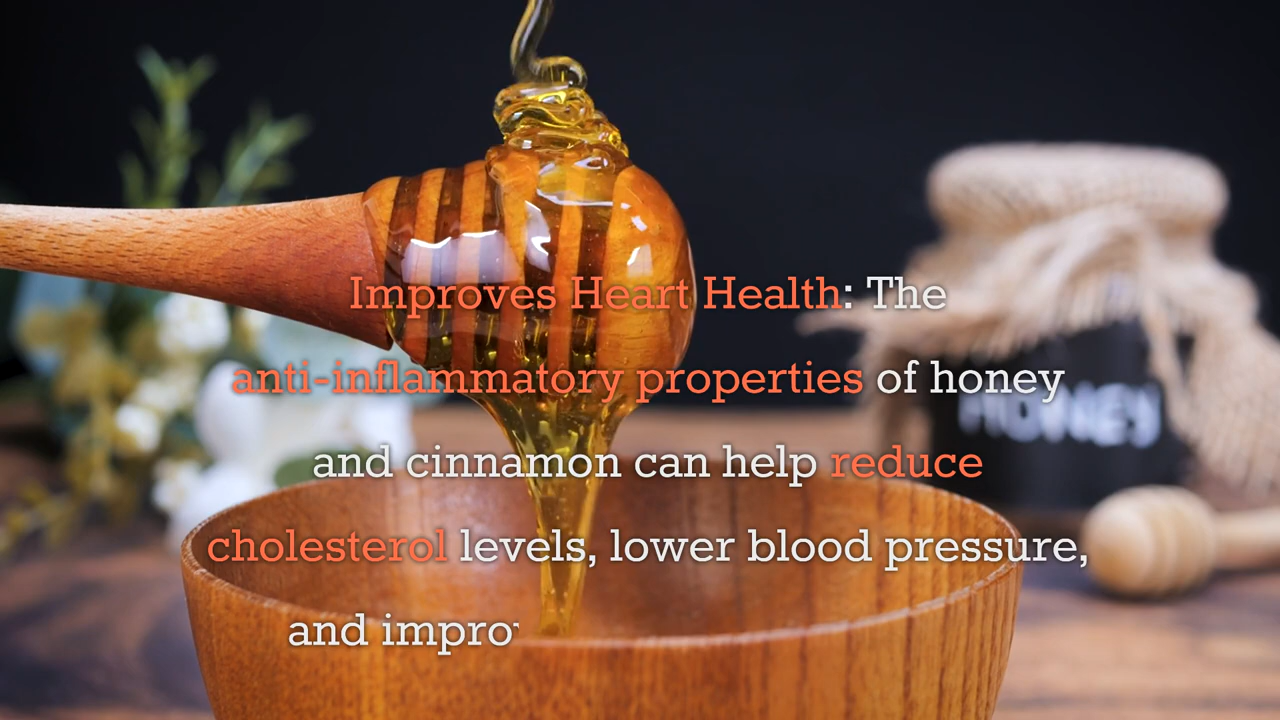 Improves Heart Health: The
anti-inflammatory properties of honey
and cinnamon can help reduce
cholesterol levels, lower blood pressure,
and impro
HONEY